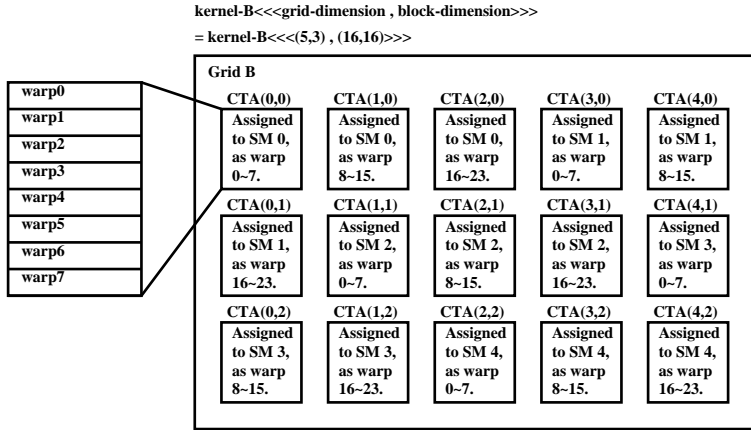 kernel-B<<<grid-dimension , block-dimension>>>
= kernel-B<<<(5,3) , (16,16)>>>
Grid B
warp0
warp1
warp2
warp3
warp4
warp5
warp6
warp7
CTA(0,0)
Assigned
to SM 0,
as warp
0~7.
CTA(1,0)
Assigned
to SM 0,
as warp
8~15.
CTA(2,0)
Assigned
to SM 0,
as warp
16~23.
CTA(3,0)
Assigned
to SM 1,
as warp
0~7.
CTA(4,0)
Assigned
to SM 1,
as warp
8~15.
CTA(0,1)
Assigned
to SM 1,
as warp
16~23.
CTA(1,1)
Assigned
to SM 2,
as warp
0~7.
CTA(2,1)
Assigned
to SM 2,
as warp
8~15.
CTA(3,1)
Assigned
to SM 2,
as warp
16~23.
CTA(4,1)
Assigned
to SM 3,
as warp
0~7.
CTA(0,2)
Assigned
to SM 3,
as warp
8~15.
CTA(1,2)
Assigned
to SM 3,
as warp
16~23.
CTA(2,2)
Assigned
to SM 4,
as warp
0~7.
CTA(3,2)
Assigned
to SM 4,
as warp
8~15.
CTA(4,2)
Assigned
to SM 4,
as warp
16~23.